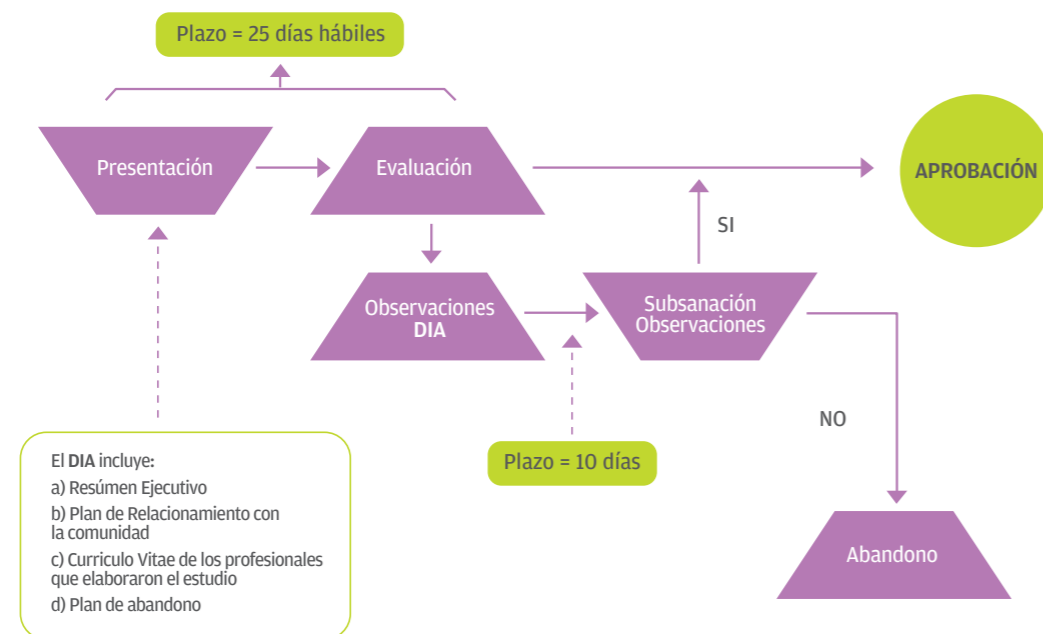 Plazo = 25 días hábiles
Presentación
Evaluación
APROBACIÓN
SI
Observaciones
DIA
Subsanación
Observaciones
NO
Plazo = 10 días
El DIA incluye:
a) Resúmen Ejecutivo
b) Plan de Relacionamiento con
la comunidad
c) Curriculo Vitae de los profesionales
que elaboraron el estudio
d) Plan de abandono
Abandono